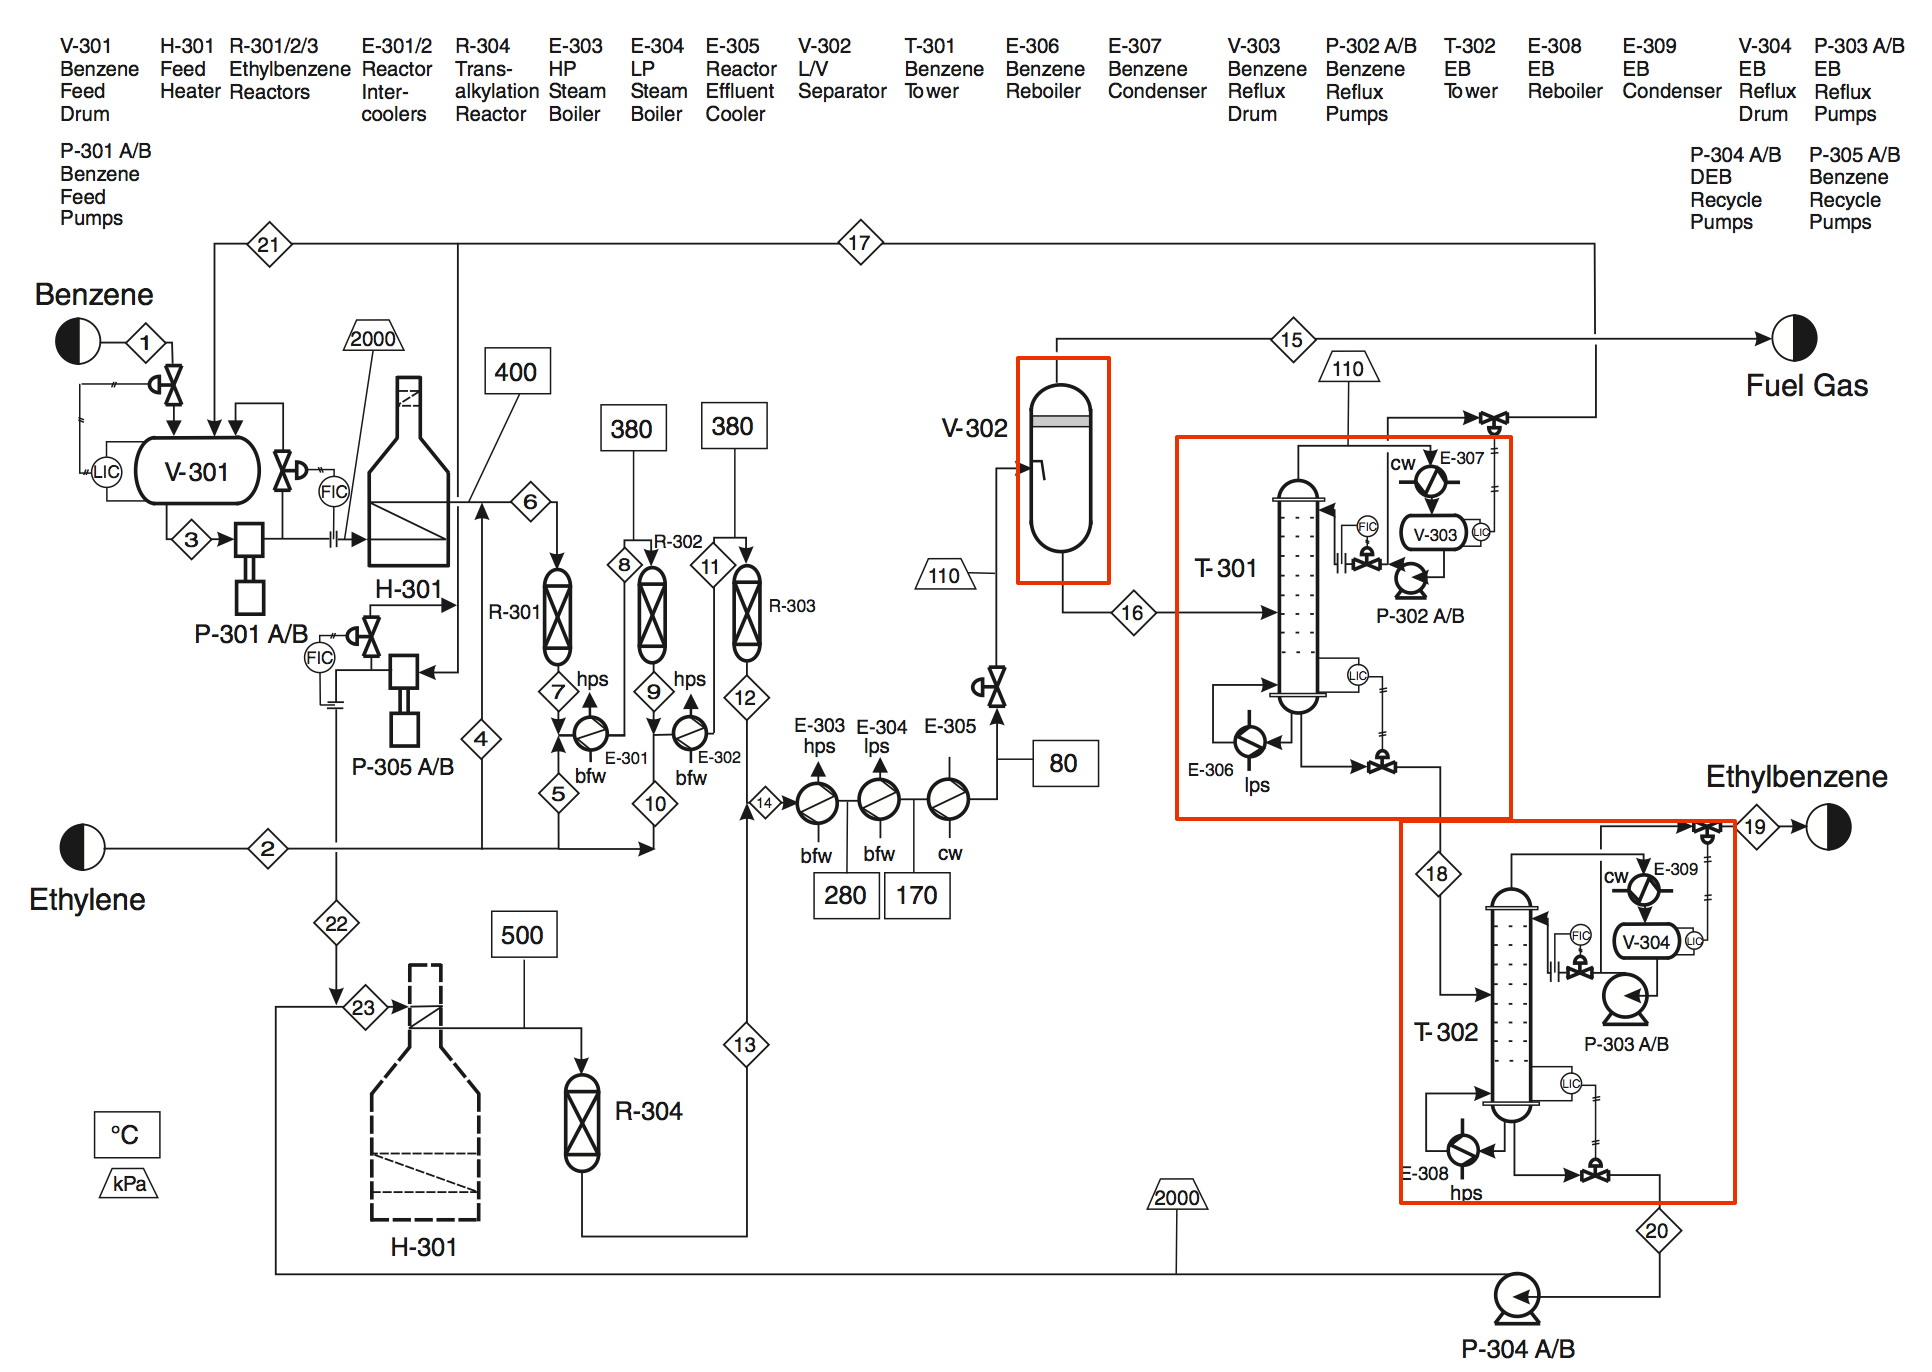 V-301
Benzene
Feed
Drum
H-301
Feed
Heater
R-301/2/3
Ethylbenzene
Reactors
E-301/2
Reactor
Inter-
coolers
R-304
Trans-
alkylation
Reactor
E-303
HP
Steam
Boiler
E-304
LP
Steam
Boiler
E-305
Reactor
Effluent
Cooler
V-302
L/V
Separator
T-301
Benzene
Tower
E-306
Benzene
Reboiler
E-307
Benzene
Condenser
V-303
Benzene
Reflux
Drum
P-302 A/B
Benzene
Reflux
Pumps
T-302
EB
Tower
E-308
EB
Reboiler
E-309
EB
Condenser
V-304
EB
Reflux
Drum
P-303 A/B
EB
Reflux
Pumps
P-301 A/B
Benzene
Feed
Pumps
P-304 A/B
DEB
Recycle
Pumps
P-305 A/B
Benzene
Recycle
Pumps
21
17
Benzene
1
2000
400
15
110
Fuel Gas
380
380
V-302
LIC
V-301
FIC
6
cw
E-307
3
H-301
R-301
8
R-302
11
R-303
FIC
V-303
LIC
T-301
110
P-302 A/B
16
P-301 A/B
FIC
P-305 A/B
4
7
hps
9
hps
12
E-301
bfw
E-302
bfw
5
10
14
E-303
hps
E-304
lps
E-305
80
bfw
bfw
cw
280
170
LIC
E-306
lps
Ethylbenzene
19
2
Ethylene
18
cw
E-309
FIC
V-304
LIC
T-302
P-303 A/B
22
500
23
13
R-304
H-301
°C
kPa
LIC
E-308
hps
2000
20
P-304 A/B